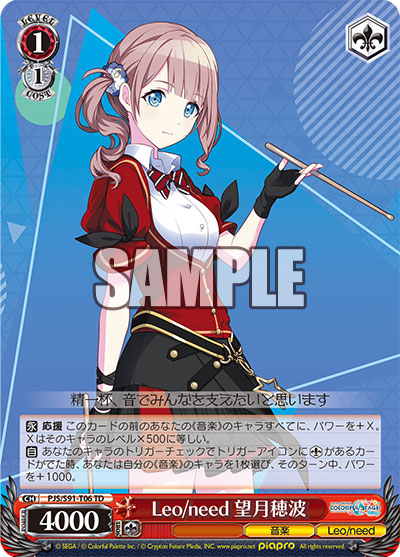 LEVEL
1
1
COST
SAMPLE
精一杯、音でみんなを支えたいと思います
永 応援 このカードの前のあなたの《音楽》のキャラすべてに、パワーを+X。
Xはそのキャラのレベル×500に等しい。
自 あなたのキャラのトリガーチェックでトリガーアイコンにがあるカー
ドがでた時、あなたは自分の《音楽》のキャラを1枚選び、そのターン中、パワーを
+1000。
CH PJS/S91-T06 TD
POWER
4000
Leo/need 望月穂波
COLORFUL STAGE!
音楽
Leo/need
© SEGA / © Colorful Palette Inc. / © Crypton Future Media, INC. www.piapro.net piapro All rights reserved.